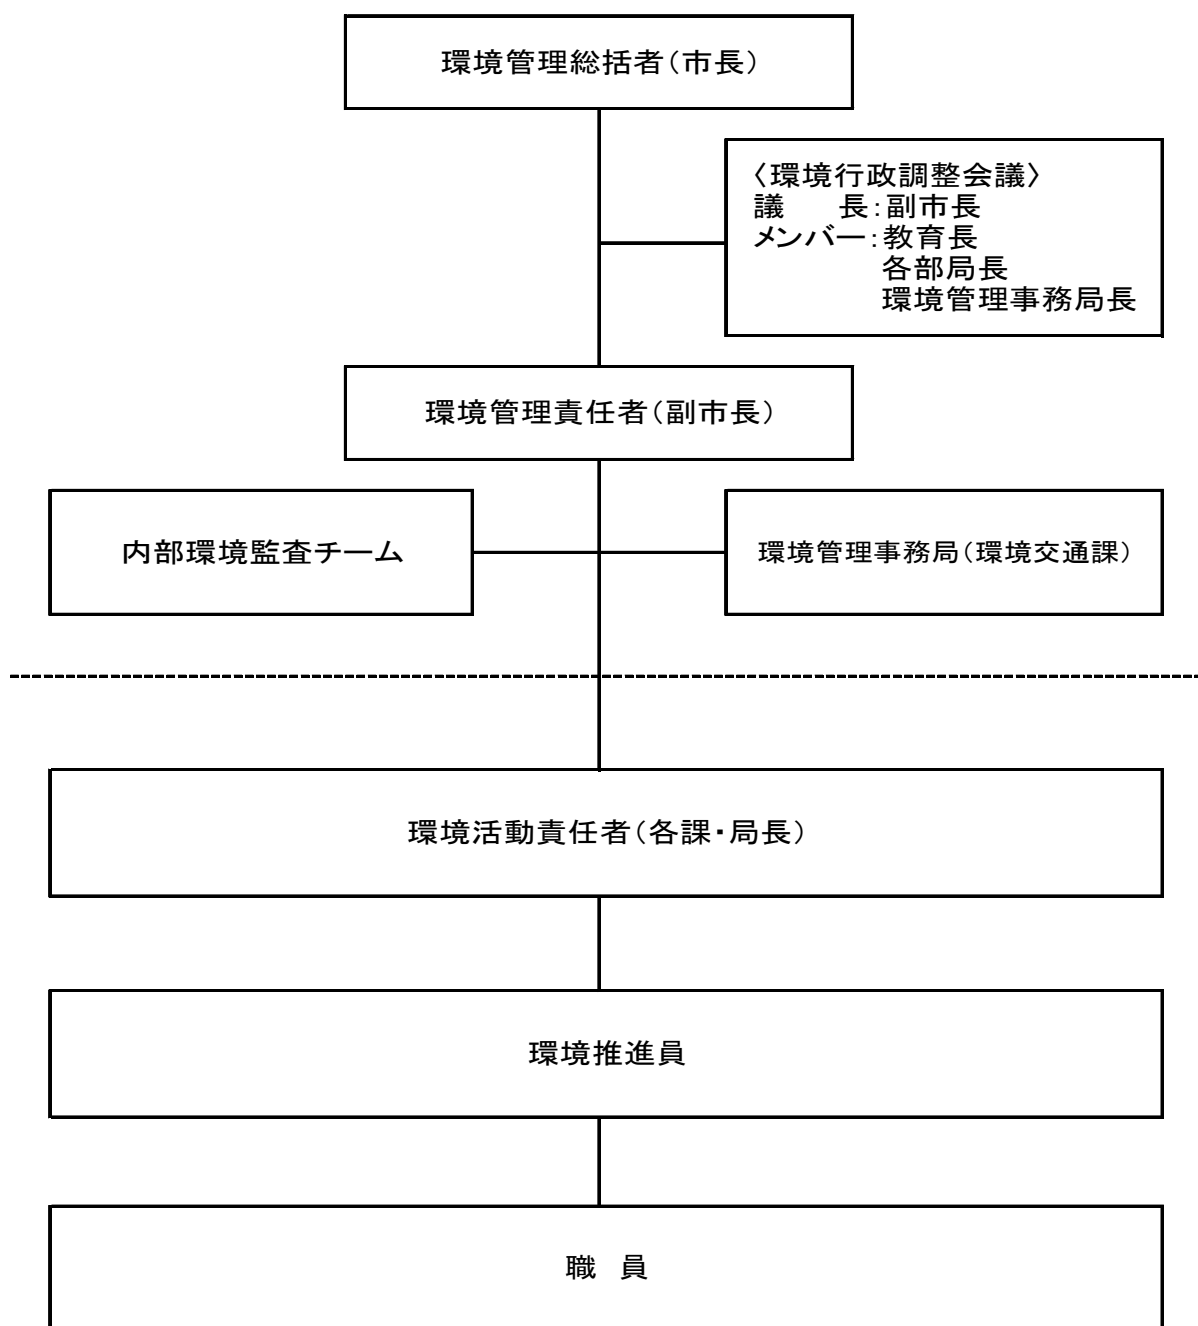 環境管理総括者(市長)
〈環境行政調整会議〉
議　　長:副市長
メンバー:教育長
各部局長
環境管理事務局長
環境管理責任者(副市長)
内部環境監査チーム
環境管理事務局(環境交通課)
環境活動責任者(各課・局長)
環境推進員
職　員